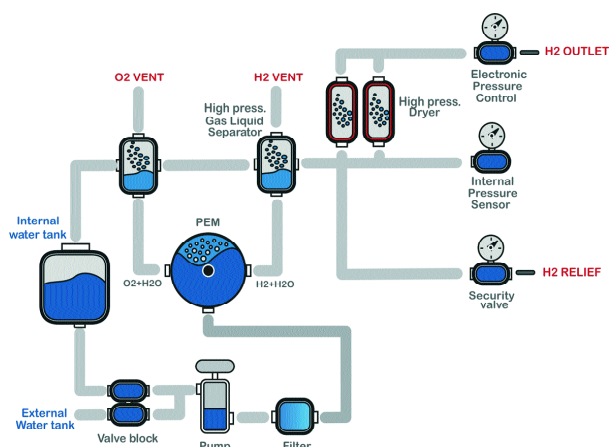 H2 OUTLET
O2 VENT
H2 VENT
Electronic
Pressure
Control
High press.
Gas Liquid
Separator
High press.
Dryer
Internal
Pressure
Sensor
Internal
water tank
PEM
O2+H2O
H2+H2O
H2 RELIEF
Security
valve
External
Water tank
Valve block
Pump
Filter